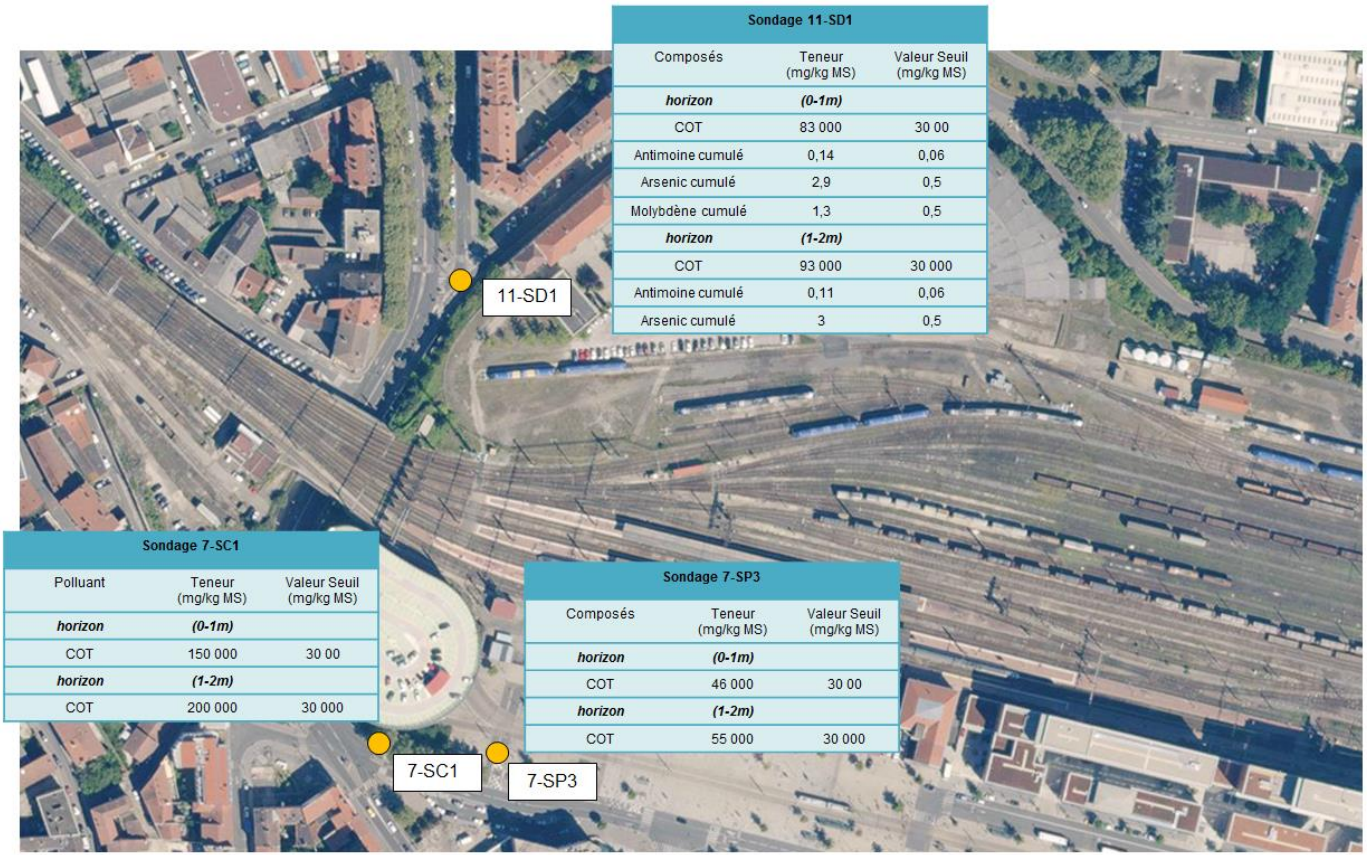 Sondage 11-SD1
Composés Teneur (mg/kg MS) Valeur Seuil (mg/kg MS)
horizon (0-1m)
COT 83 000 30 00
Antimoine cumulé 0,14 0,06
Arsenic cumulé 2,9 0,5
Molybdène cumulé 1,3 0,5
horizon (1-2m)
COT 93 000 30 000
Antimoine cumulé 0,11 0,06
Arsenic cumulé 3 0,5
11-SD1
Sondage 7-SC1
Polluant Teneur (mg/kg MS) Valeur Seuil (mg/kg MS)
horizon (0-1m)
COT 150 000 30 00
horizon (1-2m)
COT 200 000 30 000
Sondage 7-SP3
Composés Teneur (mg/kg MS) Valeur Seuil (mg/kg MS)
horizon (0-1m)
COT 46 000 30 00
horizon (1-2m)
COT 55 000 30 000
7-SC1
7-SP3